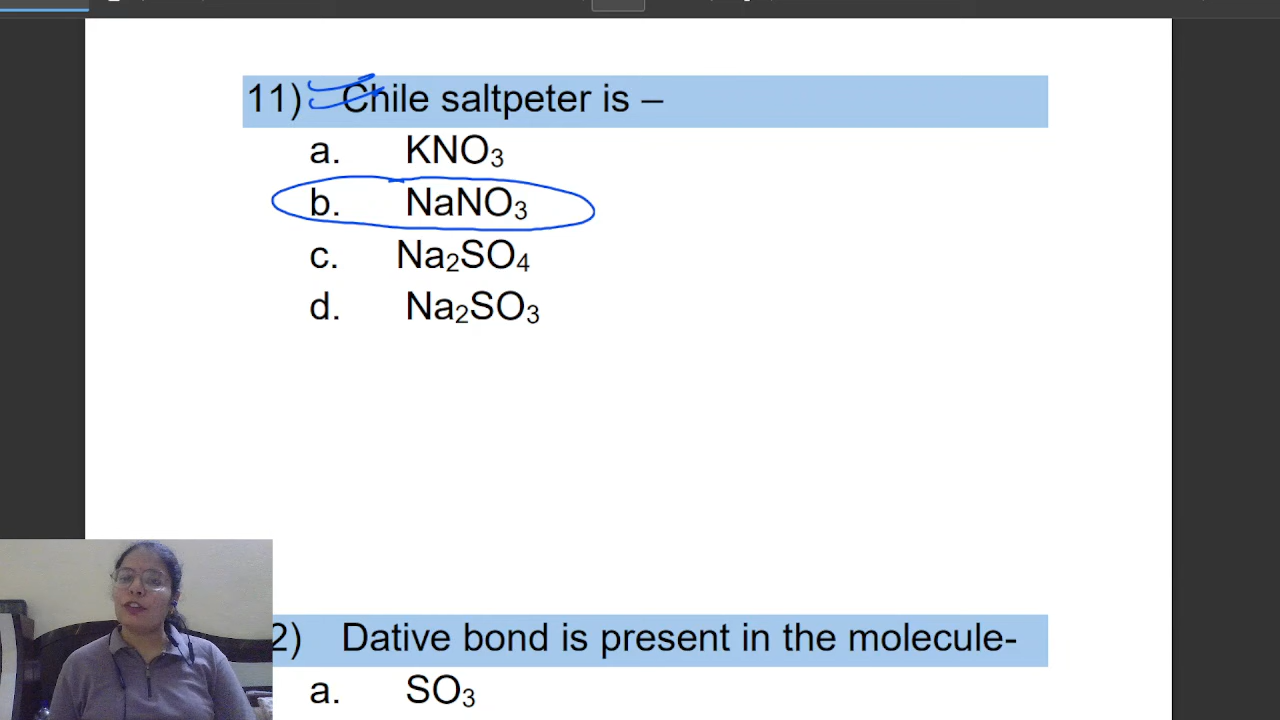 11) Chile saltpeter is –
a. KNO₃
b. NaNO₃
c. Na₂SO₄
d. Na₂SO₃
2) Dative bond is present in the molecule-
a. SO₃